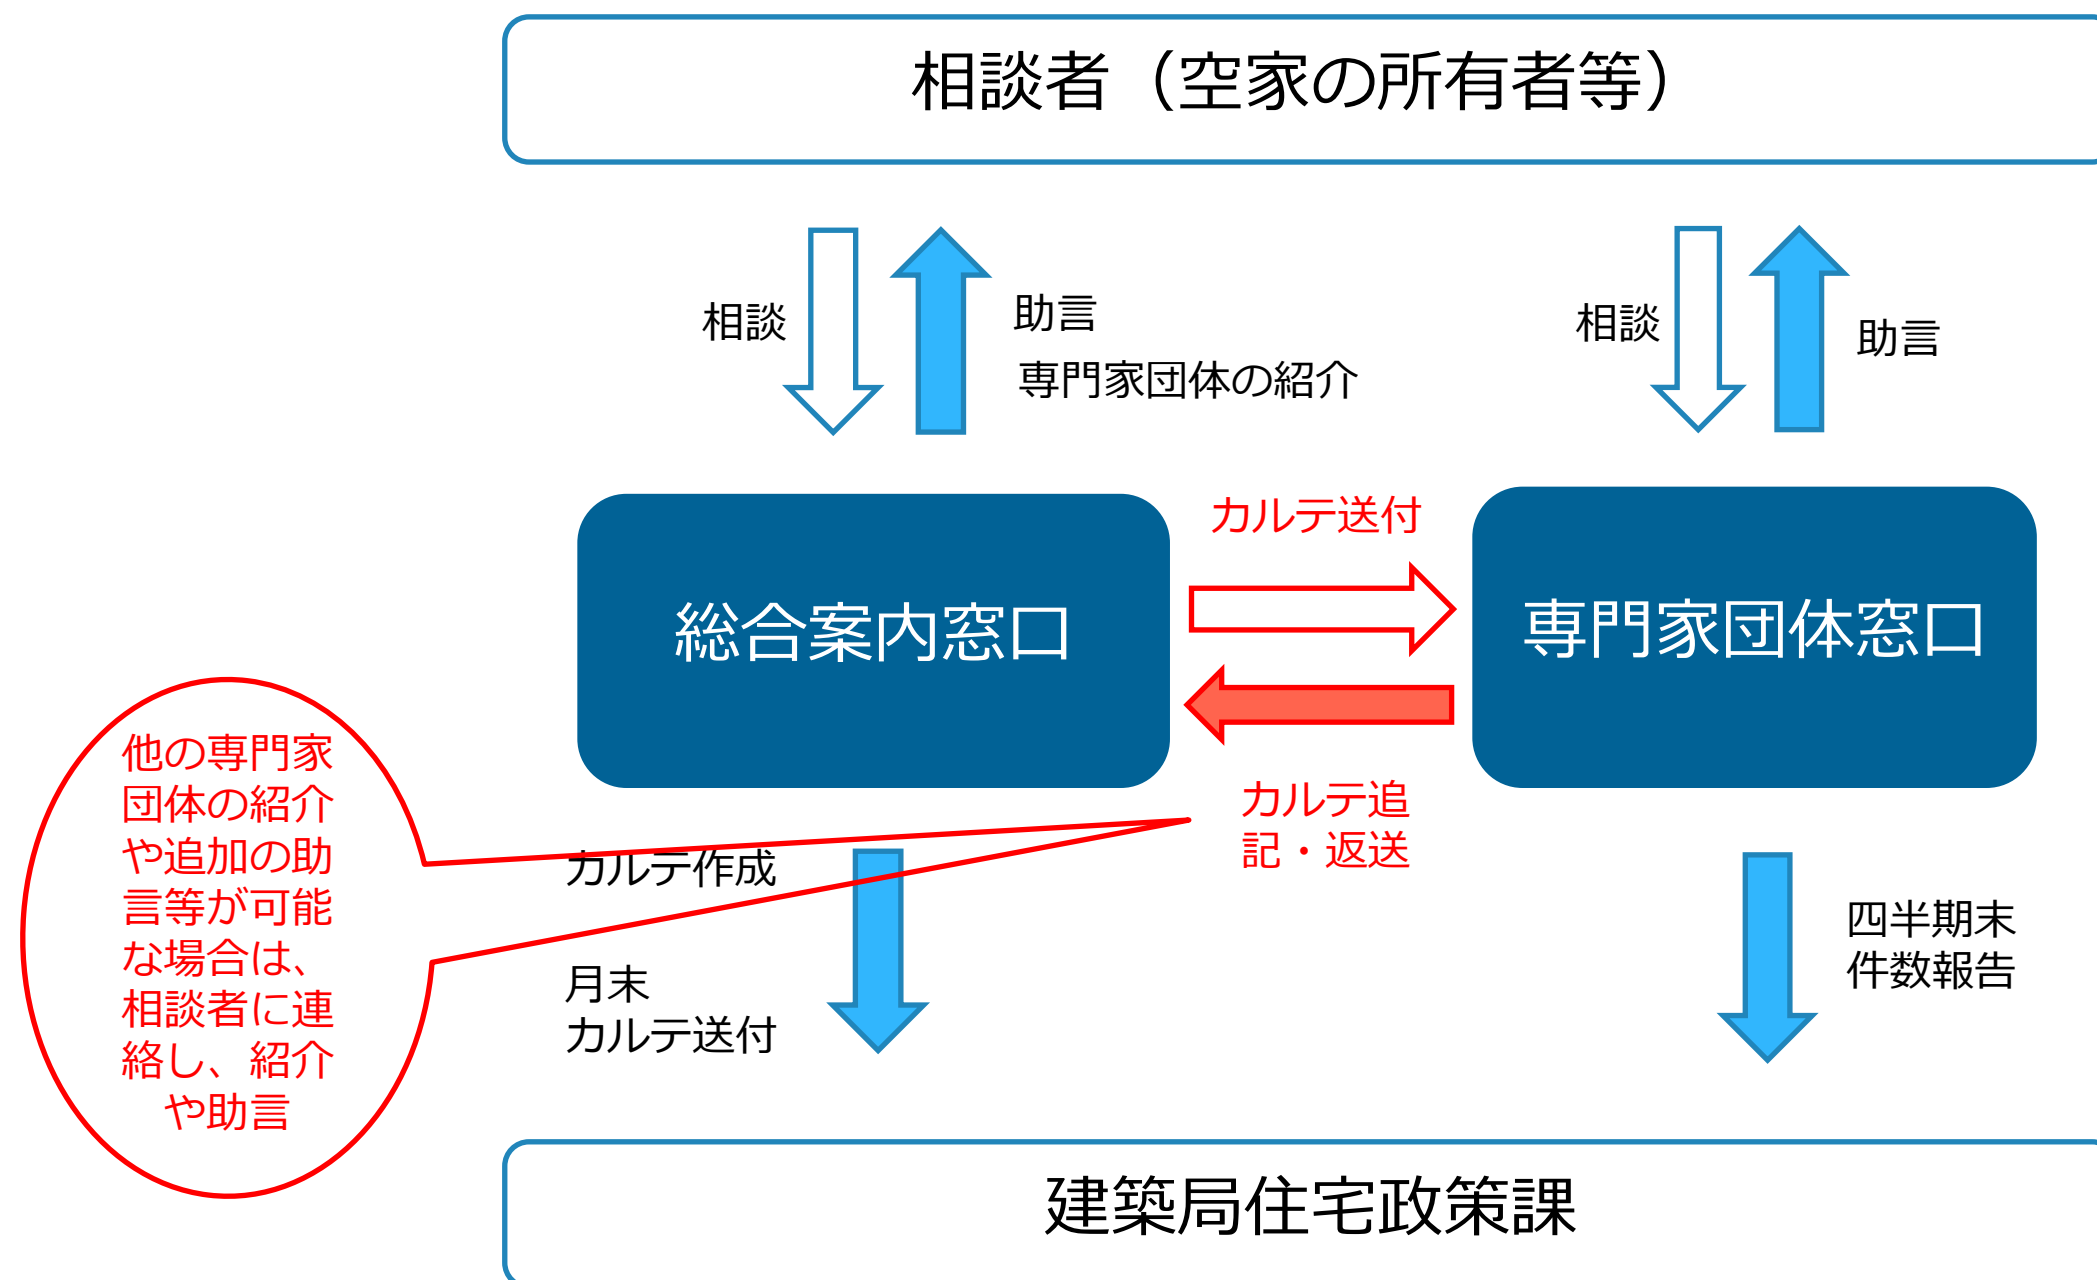 相談者（空家の所有者等）
相談
助言
専門家団体の紹介
相談
助言
カルテ送付
総合案内窓口
専門家団体窓口
カルテ追
記・返送
他の専門家
団体の紹介
や追加の助
言等が可能
な場合は、
相談者に連
絡し、紹介
や助言
カルテ作成
月末
カルテ送付
四半期末
件数報告
建築局住宅政策課